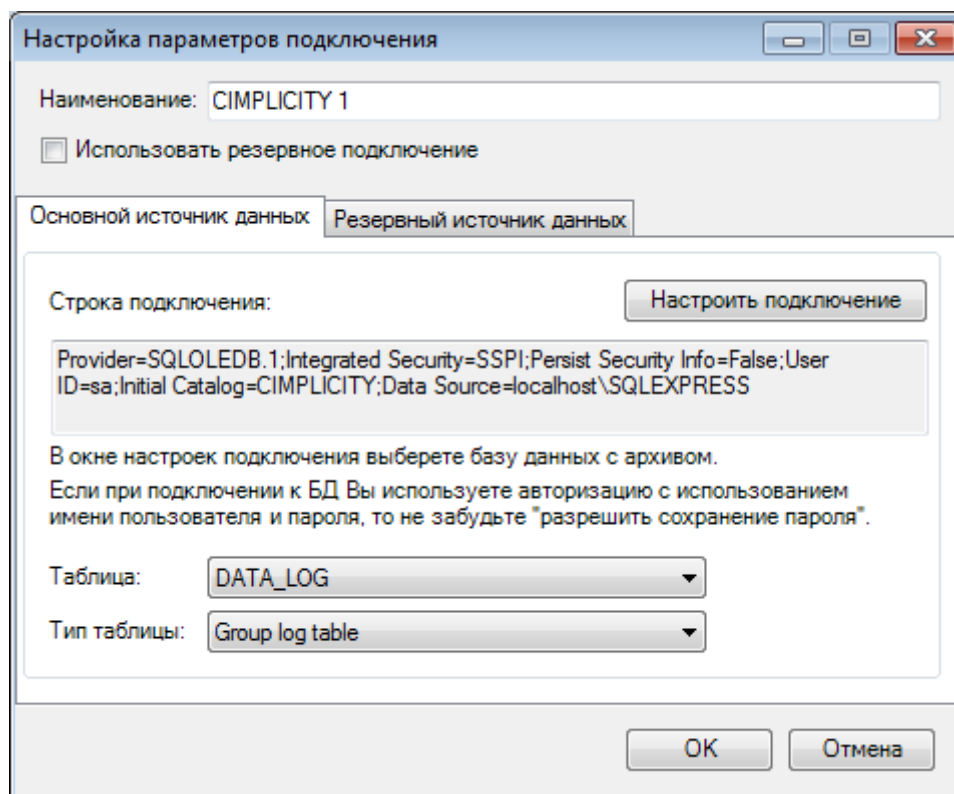 Настройка параметров подключения
Наименование: CIMPLICITY 1
Использовать резервное подключение
Основной источник данных Резервный источник данных
Строка подключения: Настроить подключение
Provider=SQLOLEDB.1;Integrated Security=SSPI;Persist Security Info=False;User
ID=sa;Initial Catalog=CIMPLICITY;Data Source=localhost\SQLEXPRESS
В окне настроек подключения выберете базу данных с архивом.
Если при подключении к БД Вы используете авторизацию с использованием
имени пользователя и пароля, то не забудьте "разрешить сохранение пароля".
Таблица: DATA_LOG
Тип таблицы: Group log table
OK Отмена